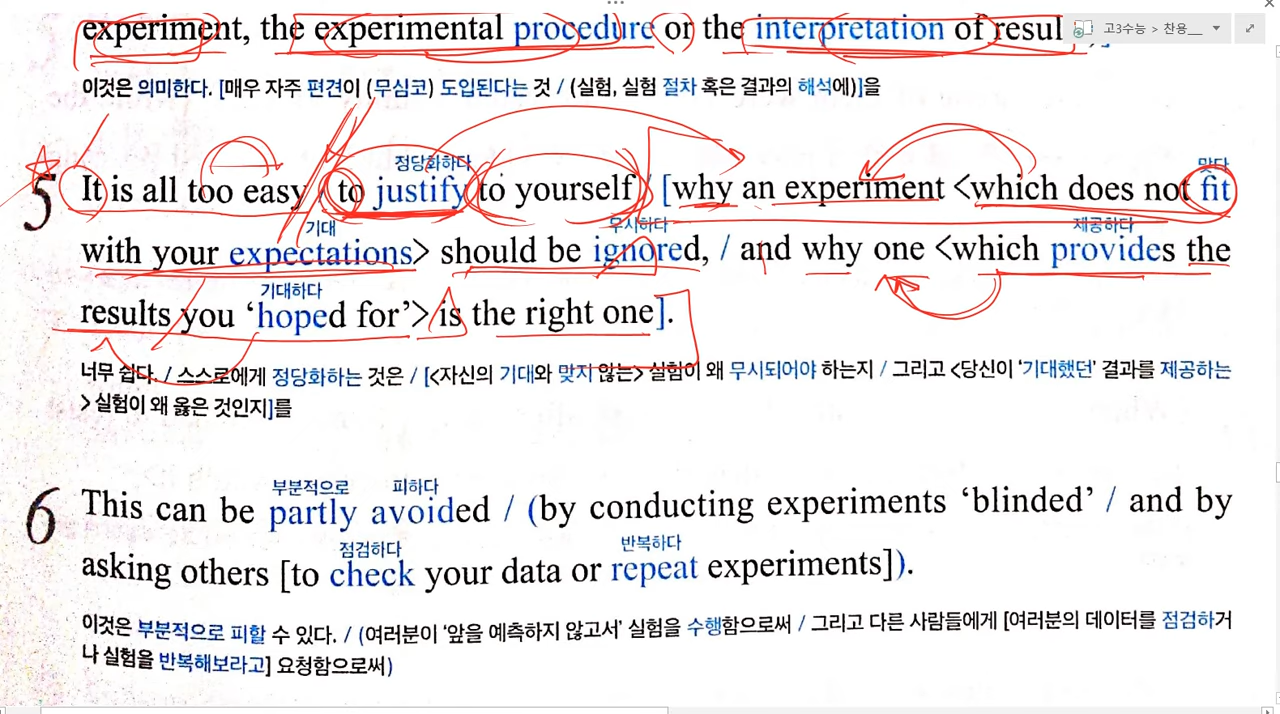 experiment, the experimental procedure or the interpretation of resul )]
고3수능 > 찬용__
이것은 의미한다. [매우 자주 편견이 (무심코) 도입된다는 것 / (실험, 실험 절차 혹은 결과의 해석에)]을
정당화하다 맞다
5 It is all too easy / to justify to yourself / [why an experiment <which does not fit
기대 무시하다 제공하다
with your expectations> should be ignored, / and why one <which provides the
기대하다
results you ‘hoped for’> is the right one].
너무 쉽다. / 스스로에게 정당화하는 것은 / [<자신의 기대와 맞지 않는> 실험이 왜 무시되어야 하는지 / 그리고 <당신이 ‘기대했던’ 결과를 제공하는
> 실험이 왜 옳은 것인지]를
부분적으로 피하다
6 This can be partly avoided / (by conducting experiments ‘blinded’ / and by
점검하다 반복하다
asking others [to check your data or repeat experiments]).
이것은 부분적으로 피할 수 있다. / (여러분이 ‘앞을 예측하지 않고서’ 실험을 수행함으로써 / 그리고 다른 사람들에게 [여러분의 데이터를 점검하거
나 실험을 반복해보라고] 요청함으로써)